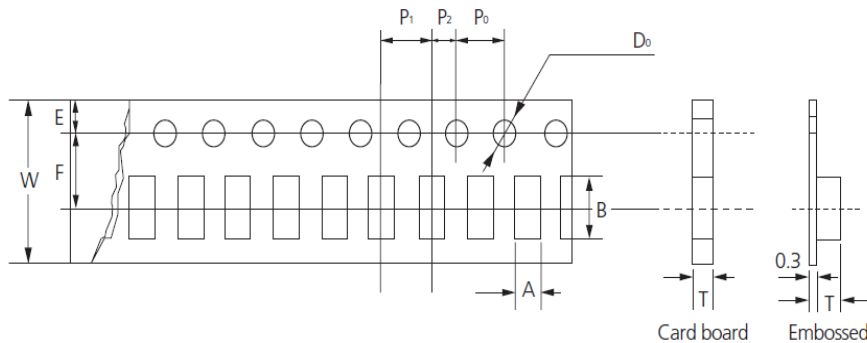 P₁ P₂ P₀
D₀
E
F
W
B
A
0.3
T T
Card board Embossed